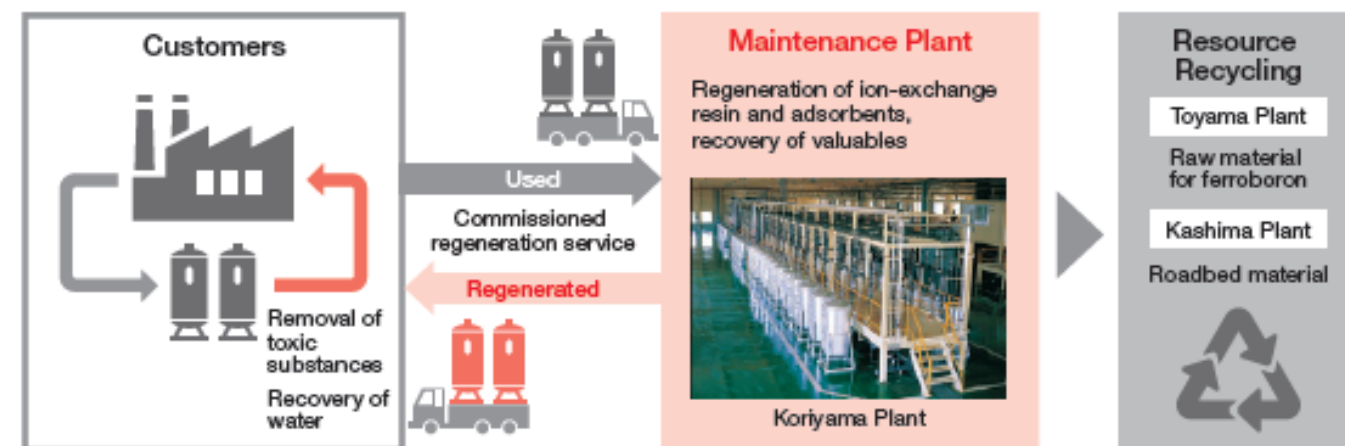 Customers
Removal of
toxic
substances
Recovery of
water
Used
Commissioned
regeneration service
Regenerated
Maintenance Plant
Regeneration of ion-exchange
resin and adsorbents,
recovery of valuables
Koriyama Plant
Resource
Recycling
Toyama Plant
Raw material
for ferroboron
Kashima Plant
Roadbed material